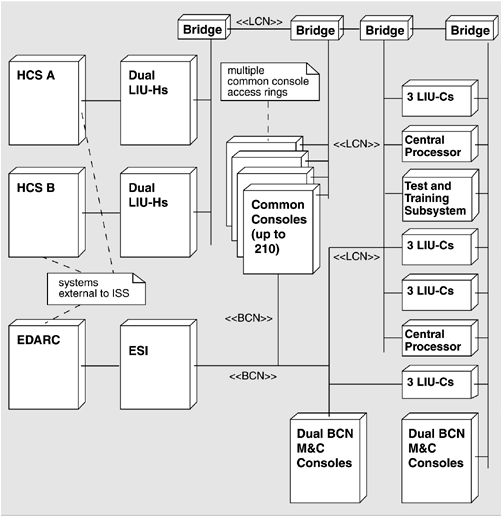 Bridge
<<LCN>>
Bridge
Bridge
Bridge
HCS A
Dual
LIU-Hs
multiple
common console
access rings
3 LIU-Cs
<<LCN>>
Central
Processor
HCS B
Dual
LIU-Hs
Common
Consoles
(up to
210)
Test and
Training
Subsystem
3 LIU-Cs
<<LCN>>
systems
external to ISS
3 LIU-Cs
<<BCN>>
EDARC
ESI
Central
Processor
<<BCN>>
3 LIU-Cs
Dual BCN
M&C
Consoles
Dual BCN
M&C
Consoles